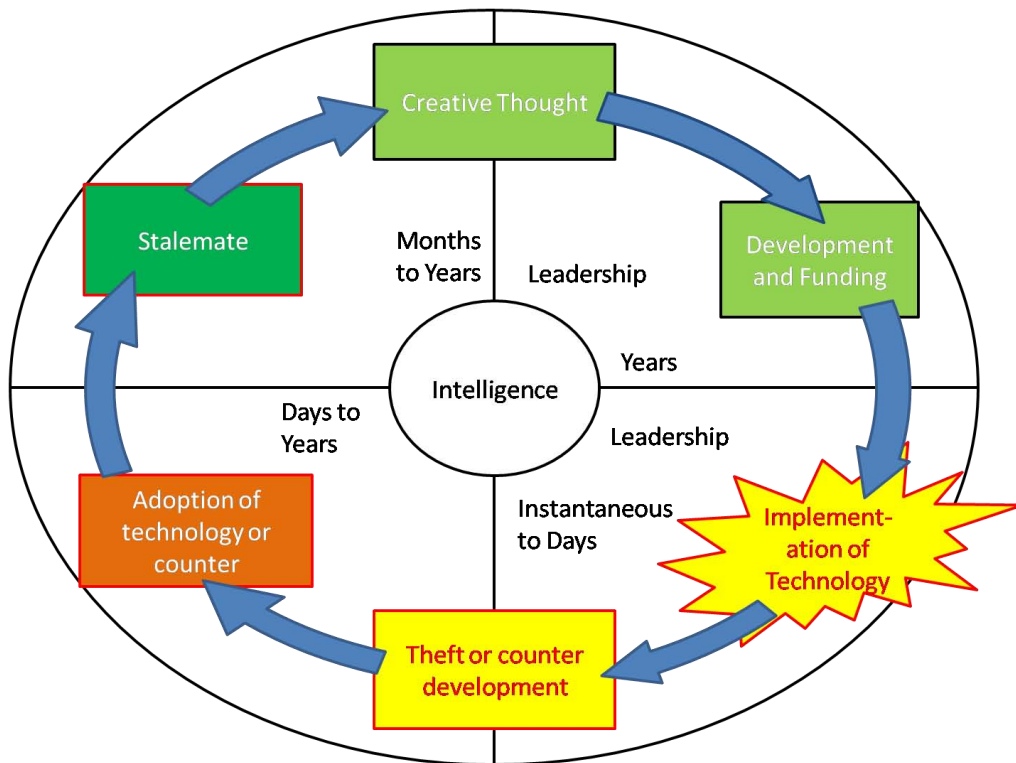 Creative Thought
Stalemate
Development
and Funding
Months
to Years
Leadership
Intelligence
Years
Days to
Years
Leadership
Adoption of
technology or
counter
Instantaneous
to Days
Implement-
ation of
Technology
Theft or counter
development